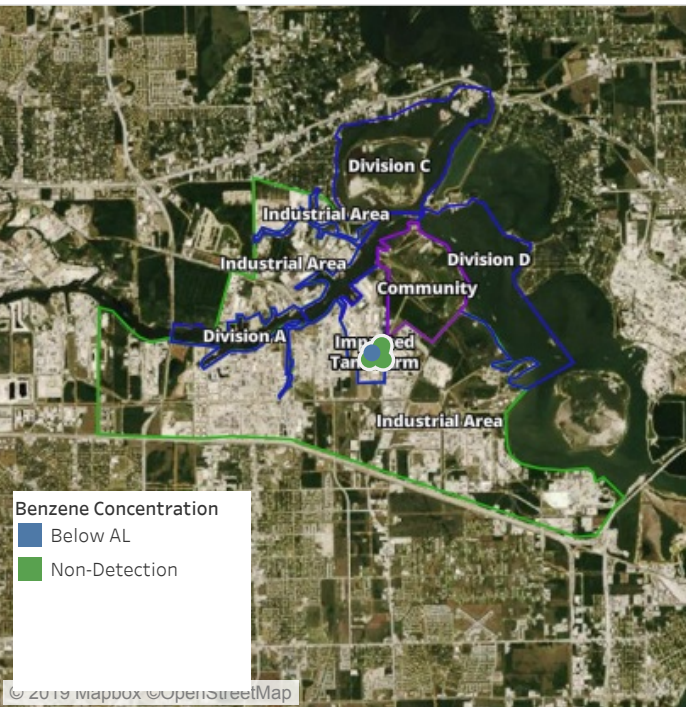 Division C
Industrial Area
Division D
Industrial Area
Community
Division A
Industrial Area
Benzene Concentration
Below AL
Non-Detection
© 2019 Mapbox ©OpenStreetMap